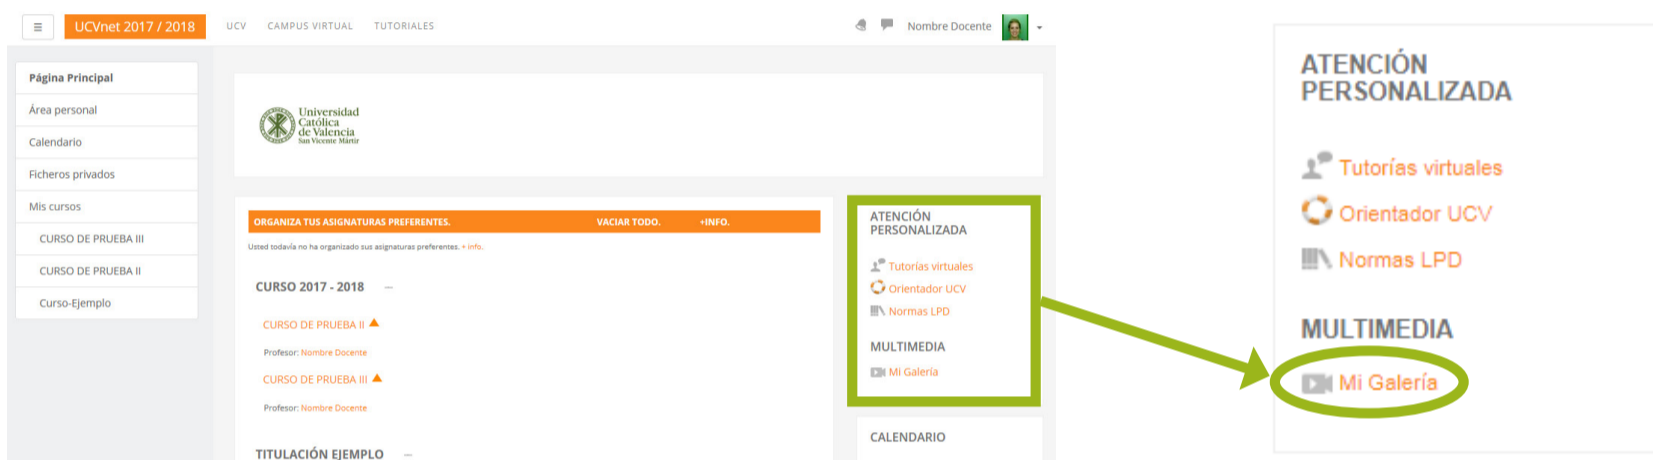 UCVnet 2017 / 2018
UCV CAMPUS VIRTUAL TUTORIALES
Nombre Docente
Página Principal
Área personal
Calendario
Ficheros privados
Mis cursos
CURSO DE PRUEBA III
CURSO DE PRUEBA II
Curso-Ejemplo
Universidad
Católica
de Valencia
San Vicente Mártir
ORGANIZA TUS ASIGNATURAS PREFERENTES. VACIAR TODO. +INFO.
Usted todavía no ha organizado sus asignaturas preferentes. + info.
CURSO 2017 - 2018
CURSO DE PRUEBA II
Profesor: Nombre Docente
CURSO DE PRUEBA III
Profesor: Nombre Docente
TITULACIÓN EJEMPLO
ATENCIÓN
PERSONALIZADA
Tutorías virtuales
Orientador UCV
Normas LPD
MULTIMEDIA
Mi Galería
CALENDARIO
ATENCIÓN
PERSONALIZADA
Tutorías virtuales
Orientador UCV
Normas LPD
MULTIMEDIA
Mi Galería